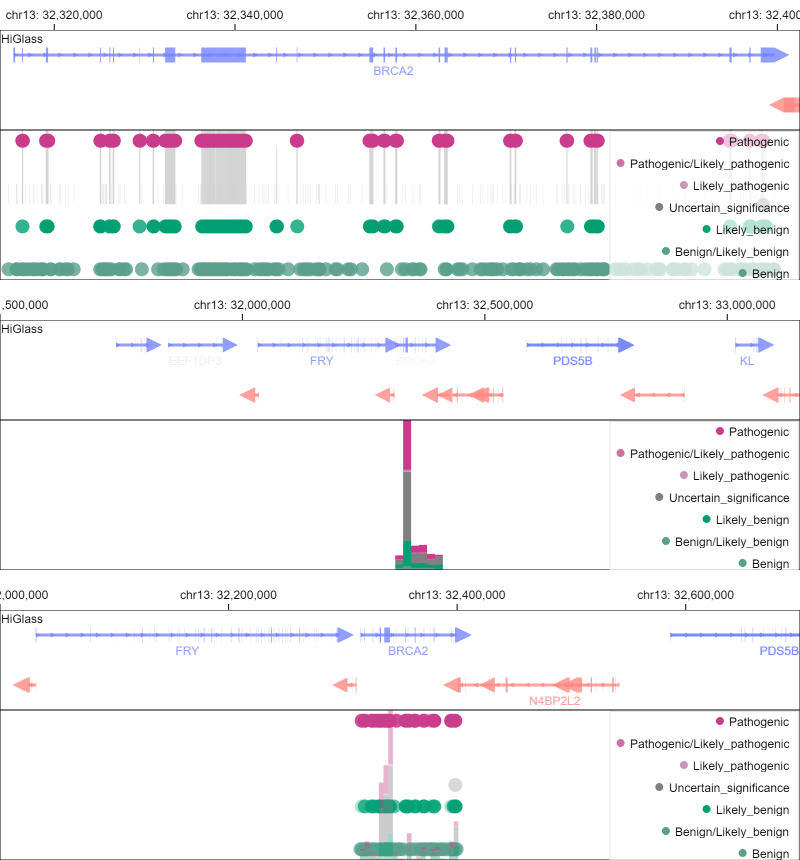 chr13: 32,320,000 chr13: 32,340,000 chr13: 32,360,000 chr13: 32,380,000 chr13: 32,400
HiGlass
BRCA2
Pathogenic
Pathogenic/Likely_pathogenic
Likely_pathogenic
Uncertain_significance
Likely_benign
Benign/Likely_benign
Benign
,500,000 chr13: 32,000,000 chr13: 32,500,000 chr13: 33,000,000
HiGlass
EEF1DP3 FRY BRCA2 PDS5B KL
Pathogenic
Pathogenic/Likely_pathogenic
Likely_pathogenic
Uncertain_significance
Likely_benign
Benign/Likely_benign
Benign
2,000,000 chr13: 32,200,000 chr13: 32,400,000 chr13: 32,600,000
HiGlass
FRY BRCA2 PDS5B
N4BP2L2
Pathogenic
Pathogenic/Likely_pathogenic
Likely_pathogenic
Uncertain_significance
Likely_benign
Benign/Likely_benign
Benign